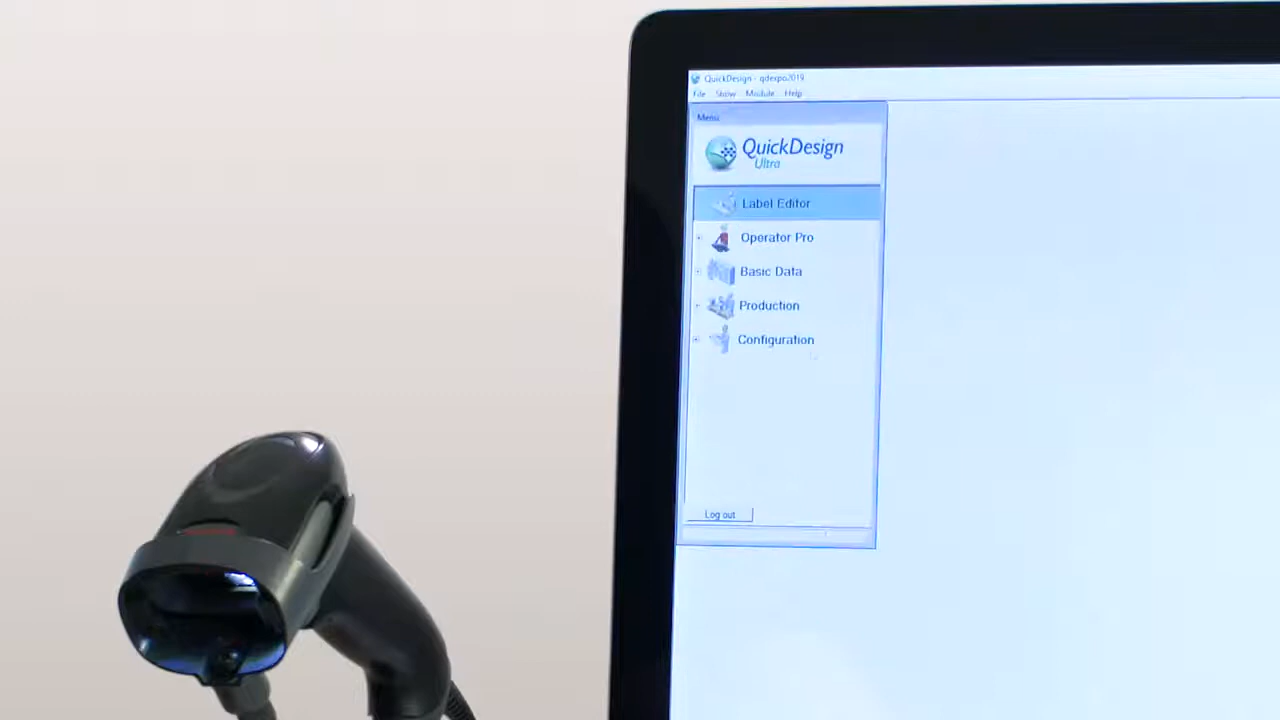 QuickDesign - qdexpo2019
File Show Module Help
Menu
QuickDesign
Ultra
Label Editor
Operator Pro
Basic Data
Production
Configuration
Log out